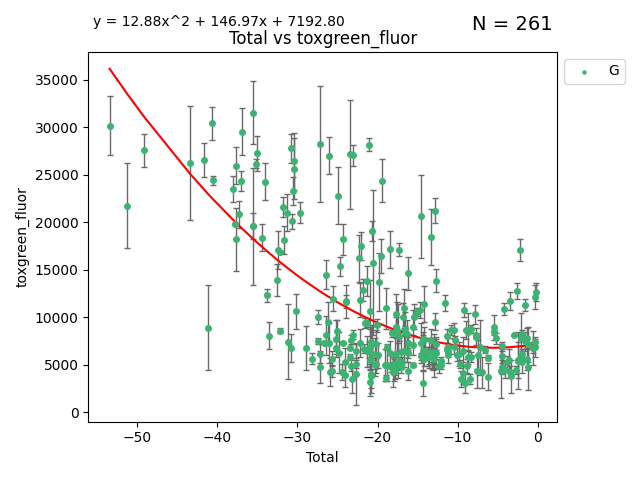 y = 12.88x^2 + 146.97x + 7192.80
N = 261
Total vs toxgreen_fluor
G
toxgreen_fluor
35000
30000
25000
20000
15000
10000
5000
0
−50 −40 −30 −20 −10 0
Total